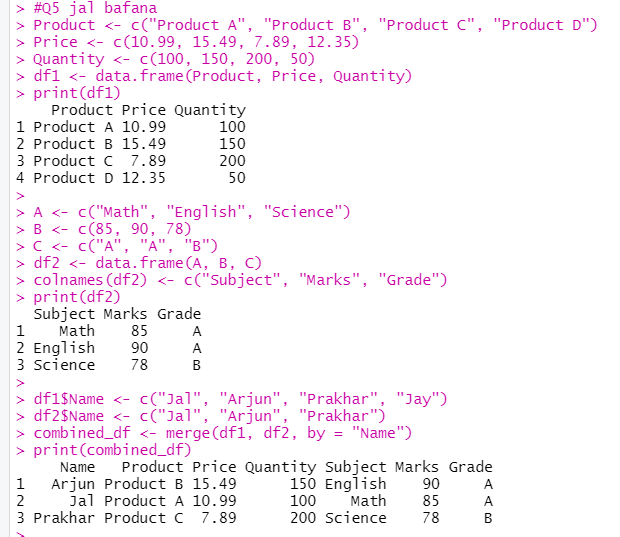 > #Q5 jal bafana
> Product <- c("Product A", "Product B", "Product C", "Product D")
> Price <- c(10.99, 15.49, 7.89, 12.35)
> Quantity <- c(100, 150, 200, 50)
> df1 <- data.frame(Product, Price, Quantity)
> print(df1)
    Product Price Quantity
1 Product A 10.99      100
2 Product B 15.49      150
3 Product C  7.89      200
4 Product D 12.35       50
>
> A <- c("Math", "English", "Science")
> B <- c(85, 90, 78)
> C <- c("A", "A", "B")
> df2 <- data.frame(A, B, C)
> colnames(df2) <- c("Subject", "Marks", "Grade")
> print(df2)
  Subject Marks Grade
1    Math    85     A
2 English    90     A
3 Science    78     B
>
> df1$Name <- c("Jal", "Arjun", "Prakhar", "Jay")
> df2$Name <- c("Jal", "Arjun", "Prakhar")
> combined_df <- merge(df1, df2, by = "Name")
> print(combined_df)
     Name   Product Price Quantity Subject Marks Grade
1   Arjun Product B 15.49      150 English    90     A
2     Jal Product A 10.99      100    Math    85     A
3 Prakhar Product C  7.89      200 Science    78     B
>